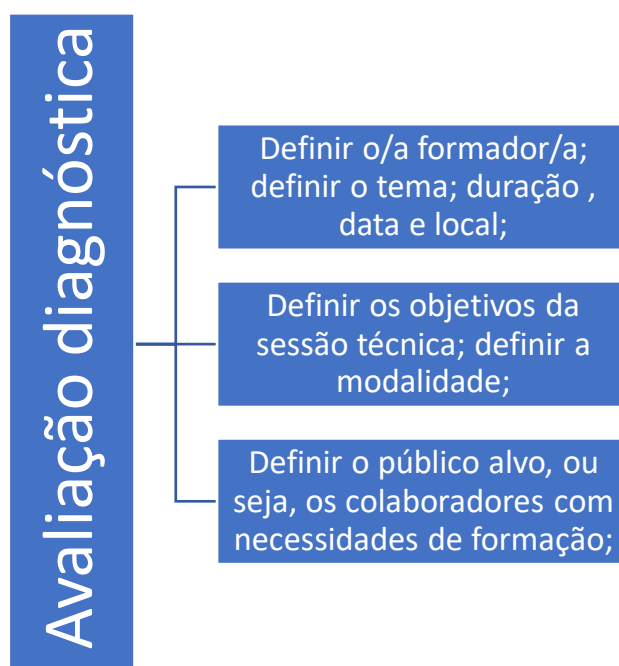 Avaliação diagnóstica
Definir o/a formador/a;
definir o tema; duração ,
data e local;
Definir os objetivos da
sessão técnica; definir a
modalidade;
Definir o público alvo, ou
seja, os colaboradores com
necessidades de formação;